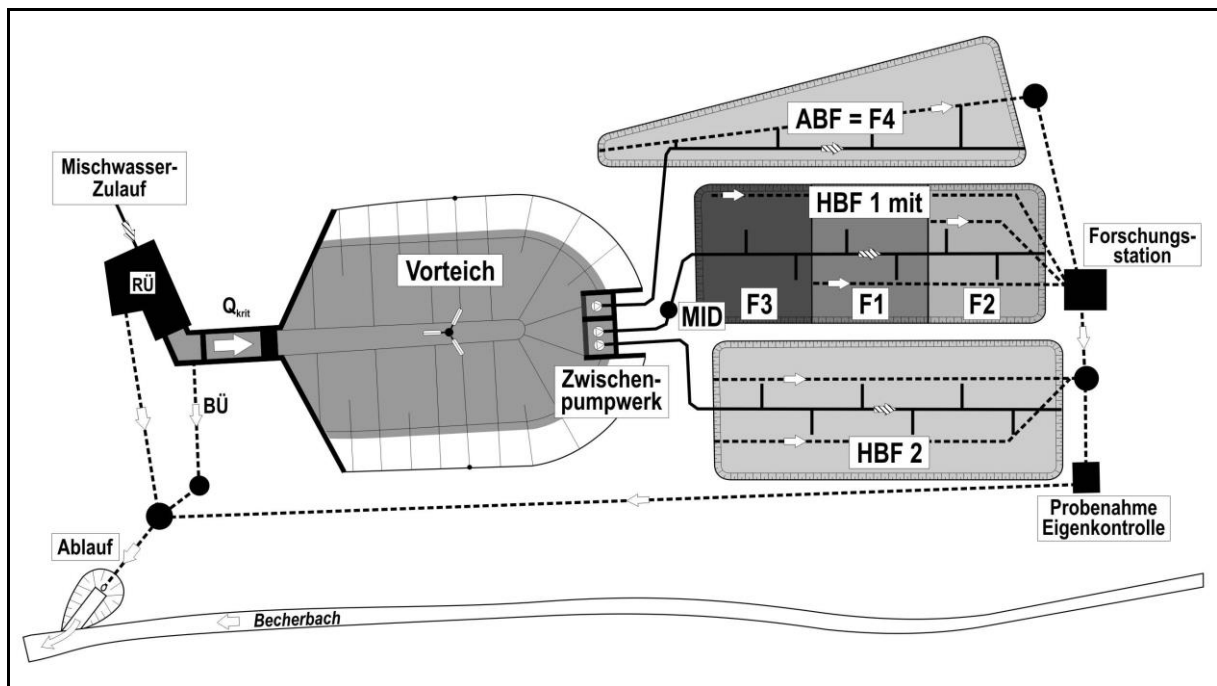 ABF = F4
Mischwasser-
Zulauf
HBF 1 mit
RÜ
Vorteich
Forschungs-
station
Qkrit
MID
F3
F1
F2
Zwischen-
pumpwerk
BÜ
HBF 2
Probenahme
Eigenkontrolle
Ablauf
Becherbach